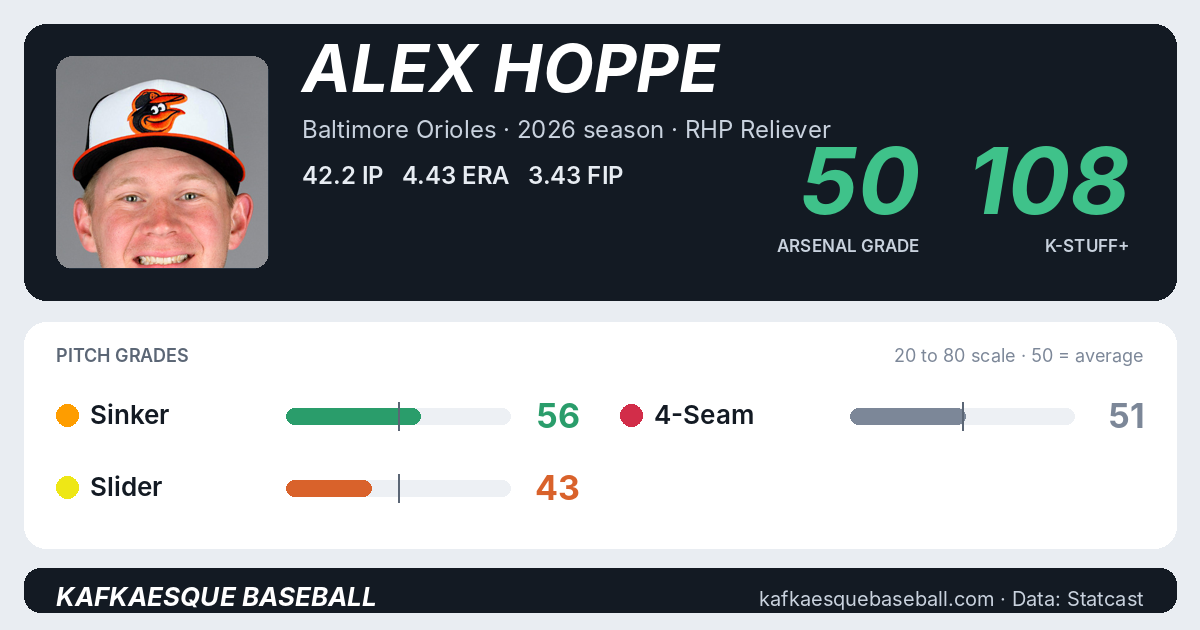 ALEX HOPPE
Baltimore Orioles · 2026 season · RHP Reliever
42.2 IP 4.43 ERA 3.43 FIP
50 108
ARSENAL GRADE K-STUFF+
PITCH GRADES 20 to 80 scale · 50 = average
Sinker 56 4-Seam 51
Slider 43
KAFKAESQUE BASEBALL kafkaesquebaseball.com · Data: Statcast